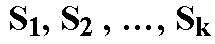 S₁, S₂ , ..., Sₖ